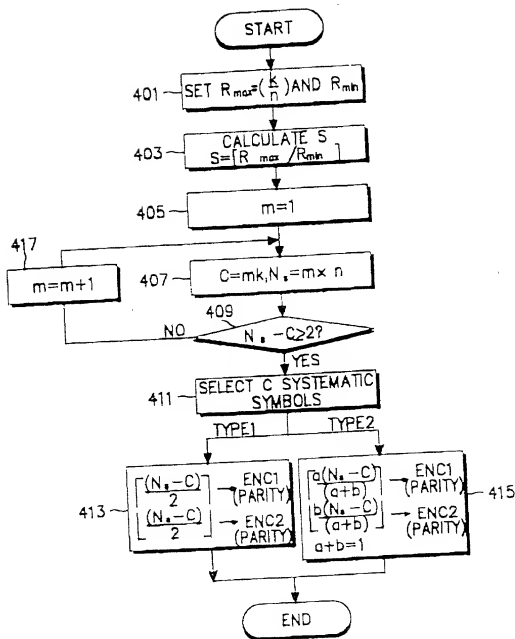 START
401
SET Rmax=(k/n) AND Rmin
403
CALCULATE S
S=⌈R max/Rmin⌉
405
m=1
417
m=m+1
407
C=mk,Ns=m× n
409
NO
Ns-C≥2?
YES
411
SELECT C SYSTEMATIC
SYMBOLS
TYPE1
TYPE2
413
(Ns-C)/2 → ENC1
(PARITY)
(Ns-C)/2 → ENC2
(PARITY)
a(Ns-C)/(a+b) → ENC1
(PARITY)
b(Ns-C)/(a+b) → ENC2
(PARITY)
a+b=1
415
END